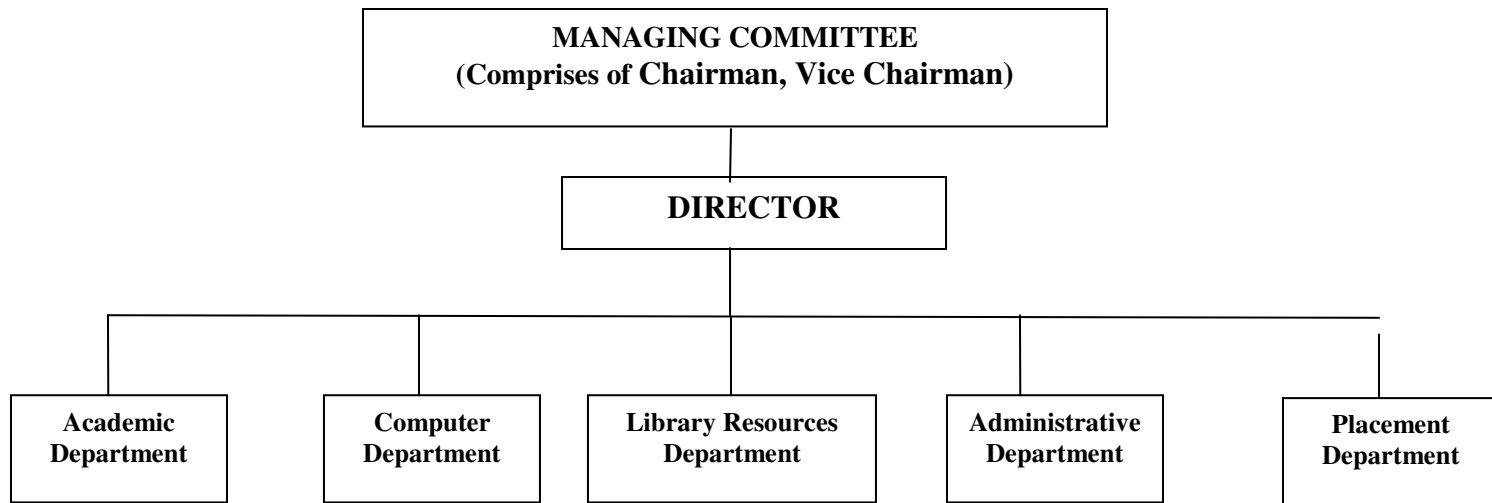 MANAGING COMMITTEE
(Comprises of Chairman, Vice Chairman)
DIRECTOR
Academic
Department
Computer
Department
Library Resources
Department
Administrative
Department
Placement
Department